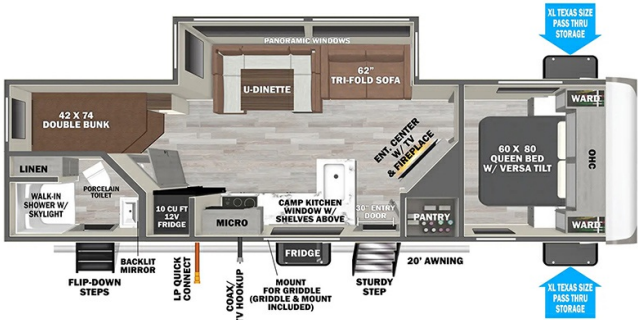 XL TEXAS SIZE
PASS THRU
STORAGE
PANORAMIC WINDOWS
U-DINETTE
62"
TRI-FOLD SOFA
42 X 74
DOUBLE BUNK
ENT. CENTER
W/ TV
& FIREPLACE
WARD
60 X 80
QUEEN BED
W/ VERSA TILT
OHC
WARD
LINEN
WALK-IN
SHOWER W/
SKYLIGHT
PORCELAIN
TOILET
10 CU FT
12V
FRIDGE
MICRO
CAMP KITCHEN
WINDOW W/
SHELVES ABOVE
30" ENTRY
DOOR
PANTRY
FLIP-DOWN
STEPS
BACKLIT
MIRROR
LP QUICK
CONNECT
COAX/
TV HOOKUP
FRIDGE
MOUNT
FOR GRIDDLE
(GRIDDLE & MOUNT
INCLUDED)
STURDY
STEP
20' AWNING
XL TEXAS SIZE
PASS THRU
STORAGE